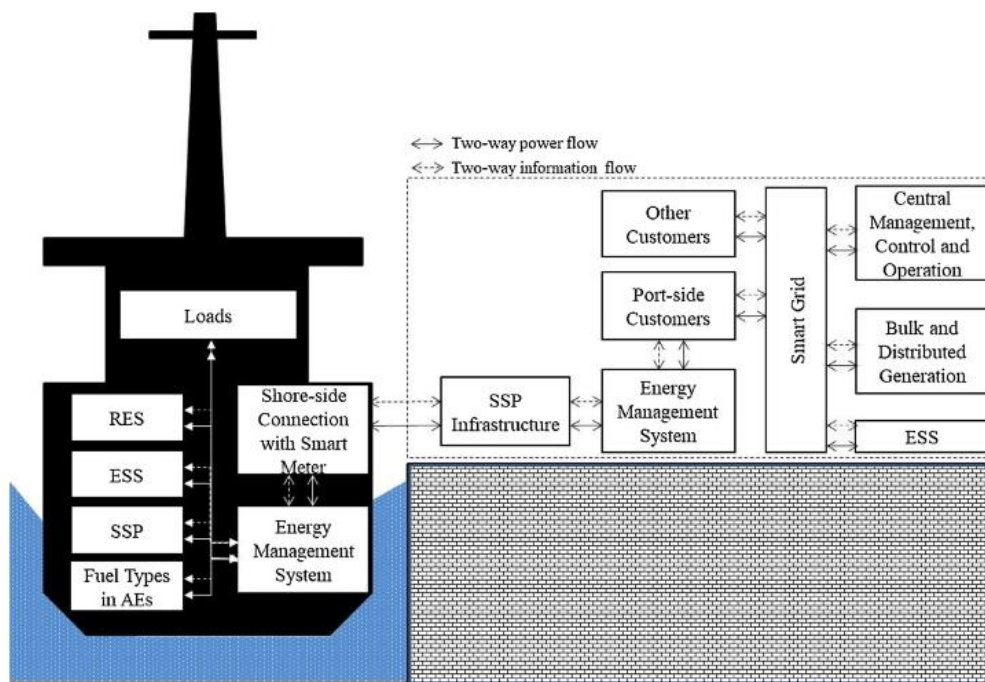 Two-way power flow
Two-way information flow
Other
Customers
Central
Management,
Control and
Operation
Port-side
Customers
Smart Grid
Bulk and
Distributed
Generation
SSP
Infrastructure
Energy
Management
System
ESS
Loads
RES
ESS
SSP
Fuel Types
in AEs
Shore-side
Connection
with Smart
Meter
Energy
Management
System